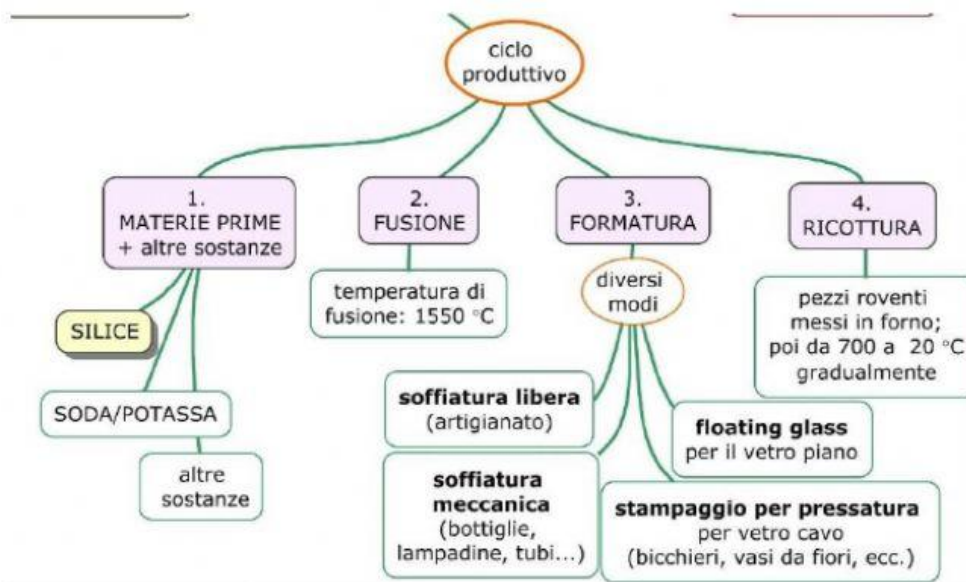 ciclo
produttivo
1.
MATERIE PRIME
+ altre sostanze
SILICE
SODA/POTASSA
altre
sostanze
2.
FUSIONE
temperatura di
fusione: 1550 °C
3.
FORMATURA
diversi
modi
soffiatura libera
(artigianato)
soffiatura
meccanica
(bottiglie,
lampadine, tubi...)
floating glass
per il vetro piano
stampaggio per pressatura
per vetro cavo
(bicchieri, vasi da fiori, ecc.)
4.
RICOTTURA
pezzi roventi
messi in forno;
poi da 700 a 20 °C
gradualmente